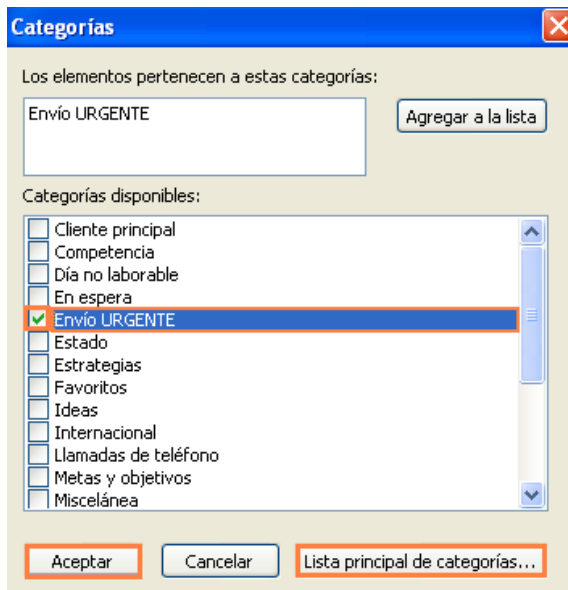 Categorías
Los elementos pertenecen a estas categorías:
Envío URGENTE
Agregar a la lista
Categorías disponibles:
Cliente principal
Competencia
Día no laborable
En espera
Envío URGENTE
Estado
Estrategias
Favoritos
Ideas
Internacional
Llamadas de teléfono
Metas y objetivos
Miscelánea
Aceptar Cancelar Lista principal de categorías...